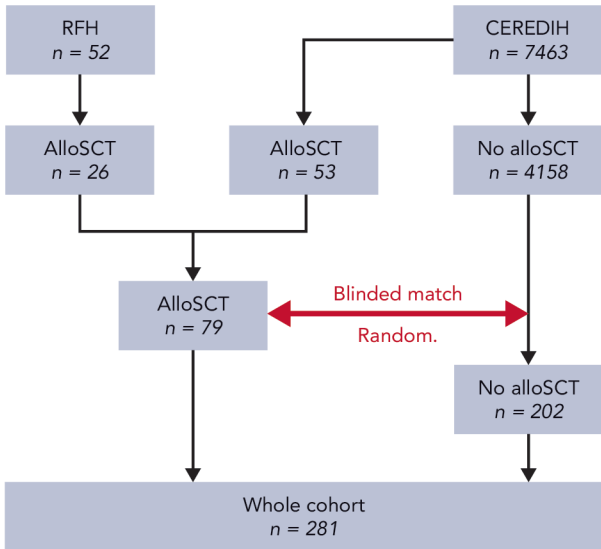 RFH
n = 52
CEREDIH
n = 7463
AlloSCT
n = 26
AlloSCT
n = 53
No alloSCT
n = 4158
AlloSCT
n = 79
Blinded match
Random.
No alloSCT
n = 202
Whole cohort
n = 281